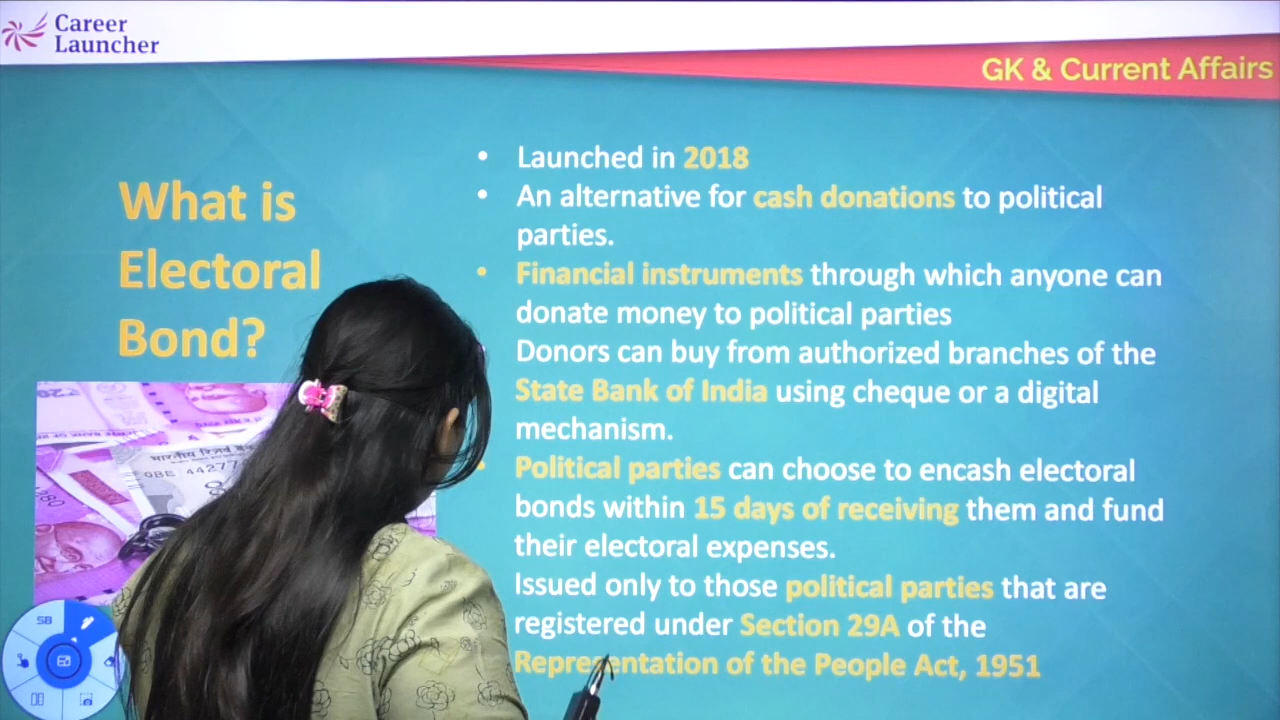 Career
Launcher
GK & Current Affairs
What is
Electoral
Bond?
• Launched in 2018
• An alternative for cash donations to political
parties.
• Financial instruments through which anyone can
donate money to political parties
Donors can buy from authorized branches of the
State Bank of India using cheque or a digital
mechanism.
Political parties can choose to encash electoral
bonds within 15 days of receiving them and fund
their electoral expenses.
Issued only to those political parties that are
registered under Section 29A of the
Representation of the People Act, 1951
भारतीय रिज़र्व
0BE 44277
SB